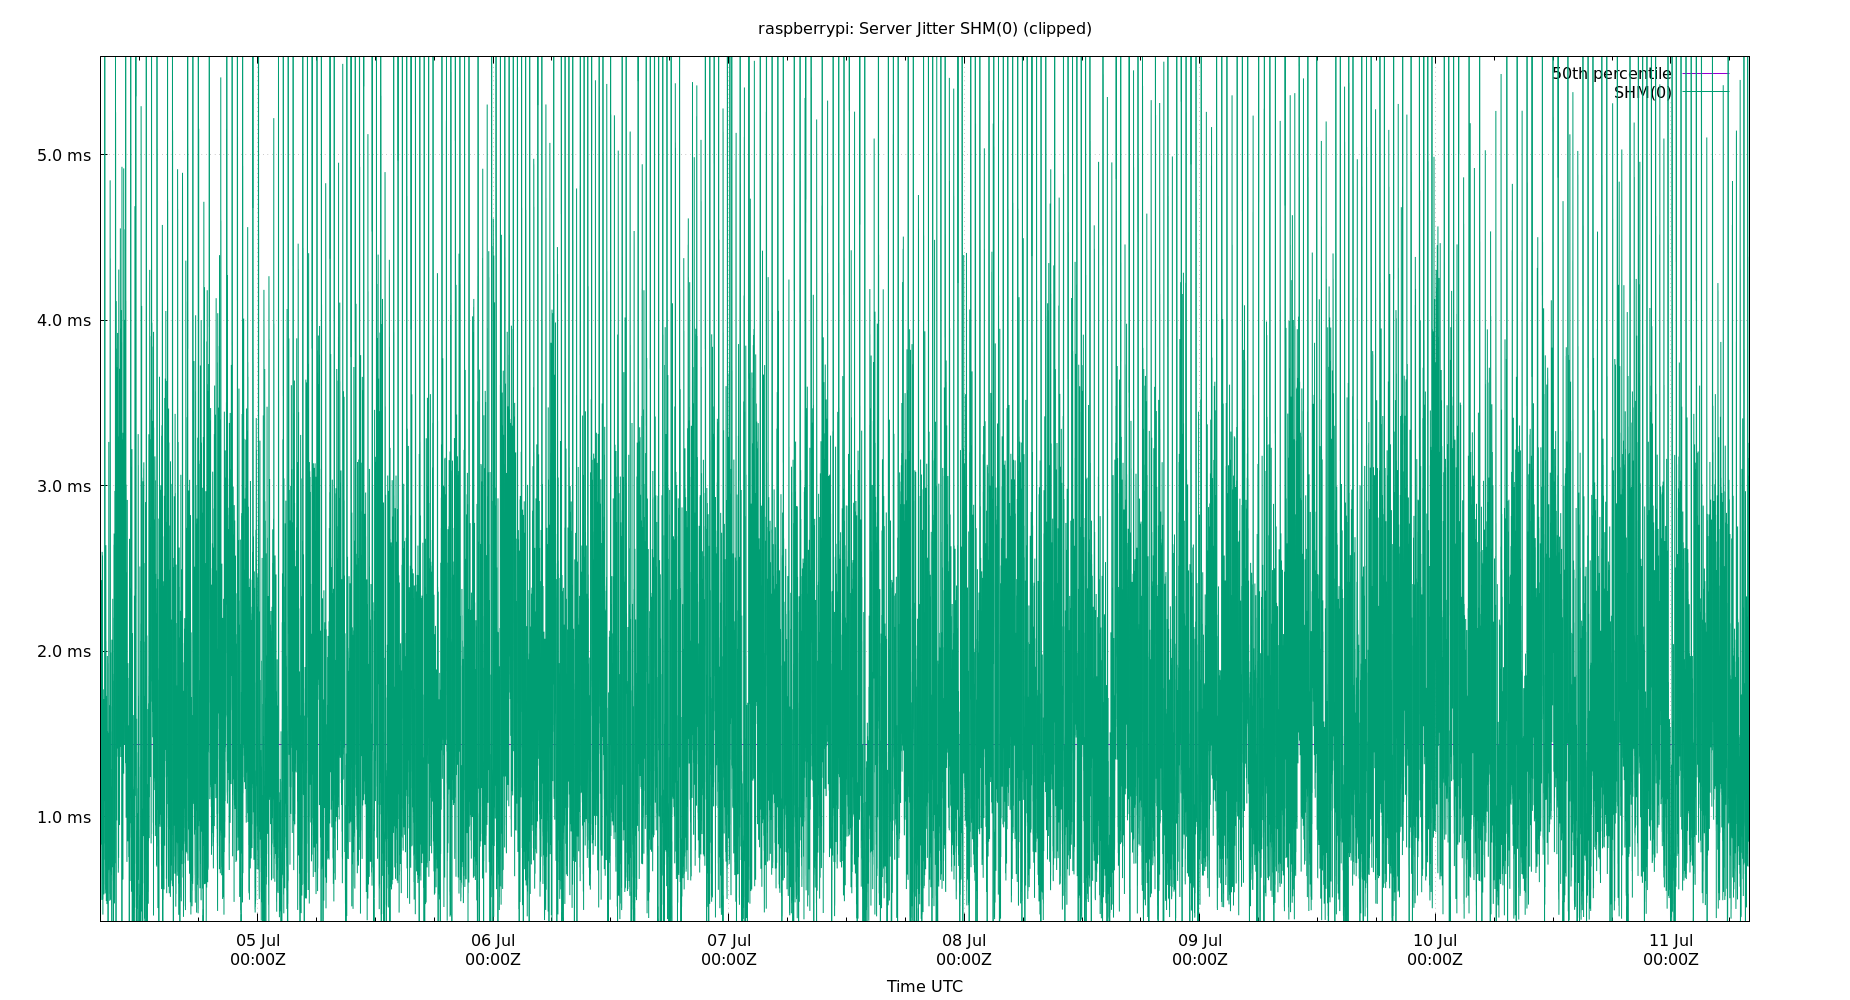 raspberrypi: Server Jitter SHM(0) (clipped)
50th percentile
SHM(0)
5.0 ms
4.0 ms
3.0 ms
2.0 ms
1.0 ms
05 Jul 06 Jul 07 Jul 08 Jul 09 Jul 10 Jul 11 Jul
00:00Z 00:00Z 00:00Z 00:00Z 00:00Z 00:00Z 00:00Z
Time UTC